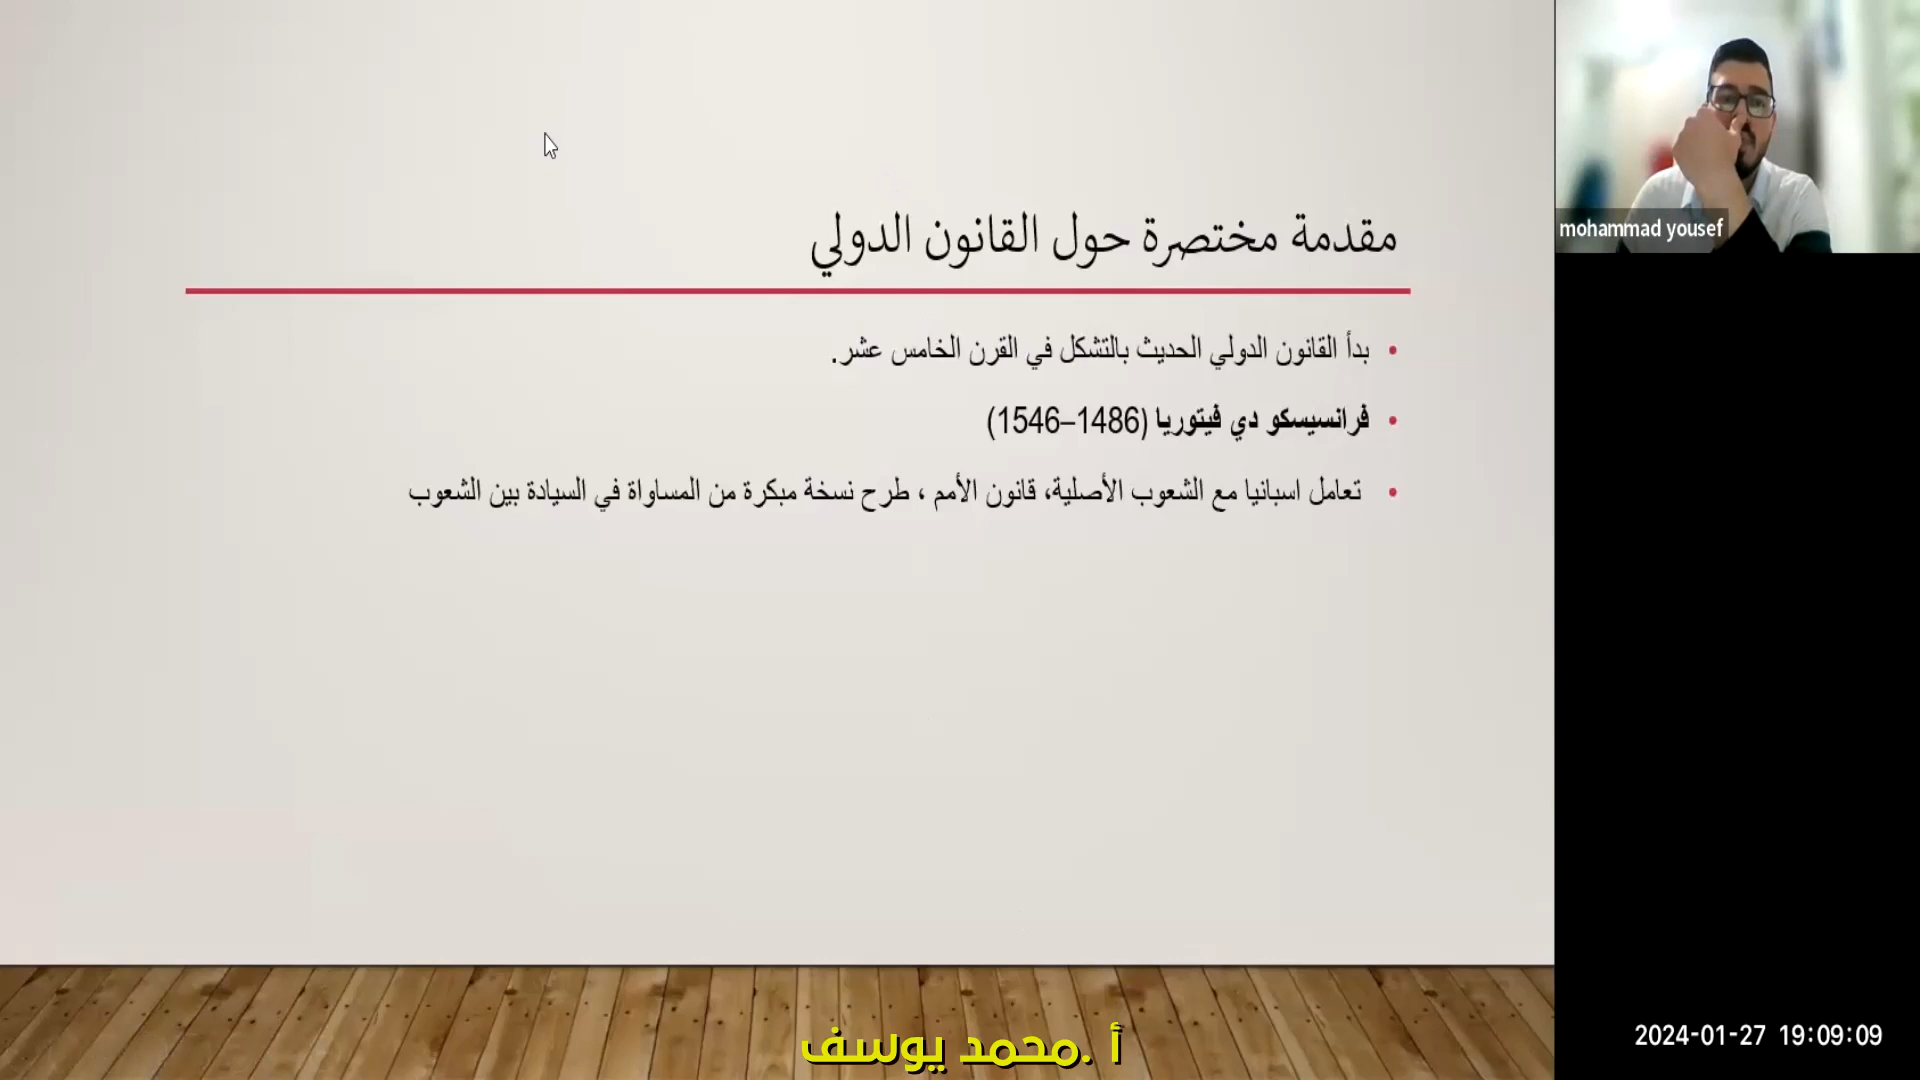 مقدمة مختصرة حول القانون الدولي
بدأ القانون الدولي الحديث بالتشكل في القرن الخامس عشر.
فرانسيسكو دي فيتوريا (1486–1546)
تعامل اسبانيا مع الشعوب الأصلية، قانون الأمم ، طرح نسخة مبكرة من المساواة في السيادة بين الشعوب
mohammad yousef
أ .محمد يوسف
2024-01-27 19:09:09